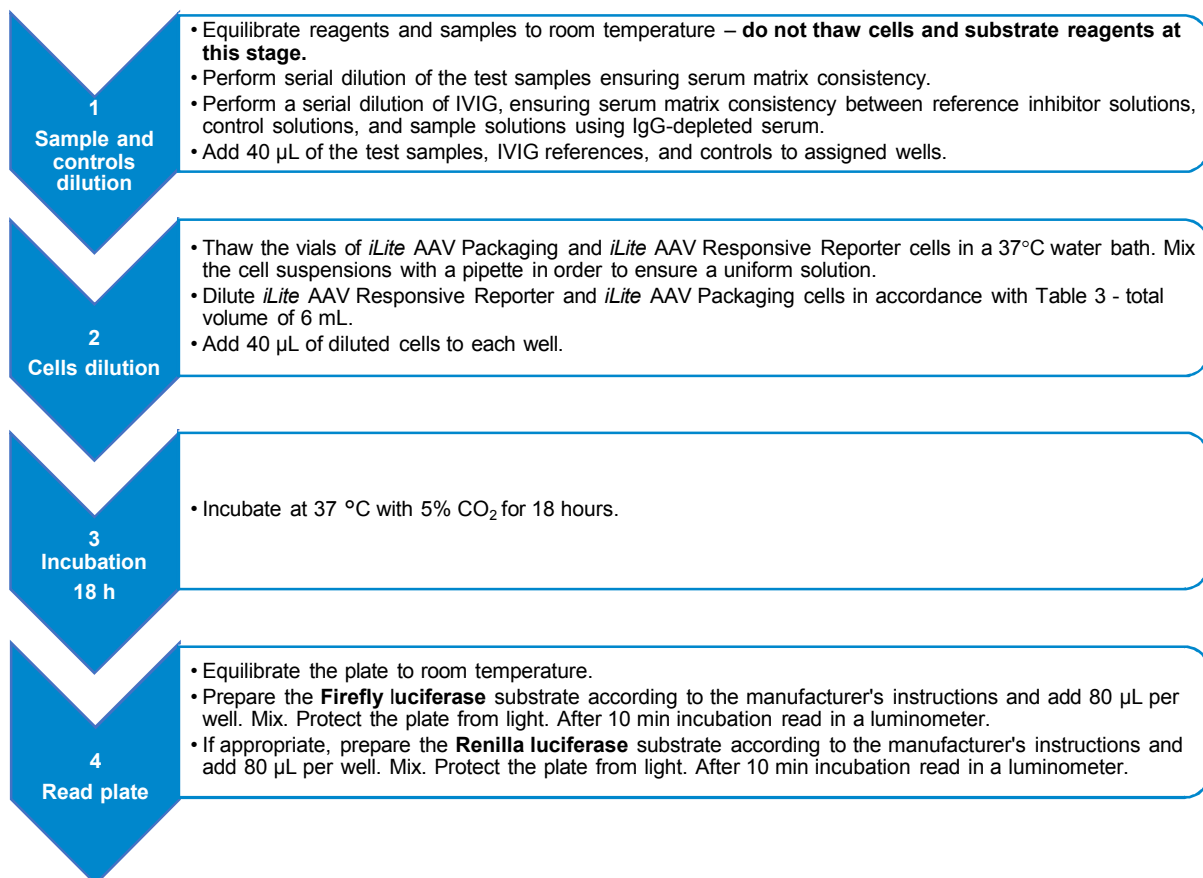 1
Sample and
controls
dilution
• Equilibrate reagents and samples to room temperature – do not thaw cells and substrate reagents at
this stage.
• Perform serial dilution of the test samples ensuring serum matrix consistency.
• Perform a serial dilution of IVIG, ensuring serum matrix consistency between reference inhibitor solutions,
control solutions, and sample solutions using IgG-depleted serum.
• Add 40 µL of the test samples, IVIG references, and controls to assigned wells.
2
Cells dilution
• Thaw the vials of iLite AAV Packaging and iLite AAV Responsive Reporter cells in a 37°C water bath. Mix
the cell suspensions with a pipette in order to ensure a uniform solution.
• Dilute iLite AAV Responsive Reporter and iLite AAV Packaging cells in accordance with Table 3 - total
volume of 6 mL.
• Add 40 µL of diluted cells to each well.
3
Incubation
18 h
• Incubate at 37 °C with 5% CO₂ for 18 hours.
4
Read plate
• Equilibrate the plate to room temperature.
• Prepare the Firefly luciferase substrate according to the manufacturer's instructions and add 80 µL per
well. Mix. Protect the plate from light. After 10 min incubation read in a luminometer.
• If appropriate, prepare the Renilla luciferase substrate according to the manufacturer's instructions and
add 80 µL per well. Mix. Protect the plate from light. After 10 min incubation read in a luminometer.